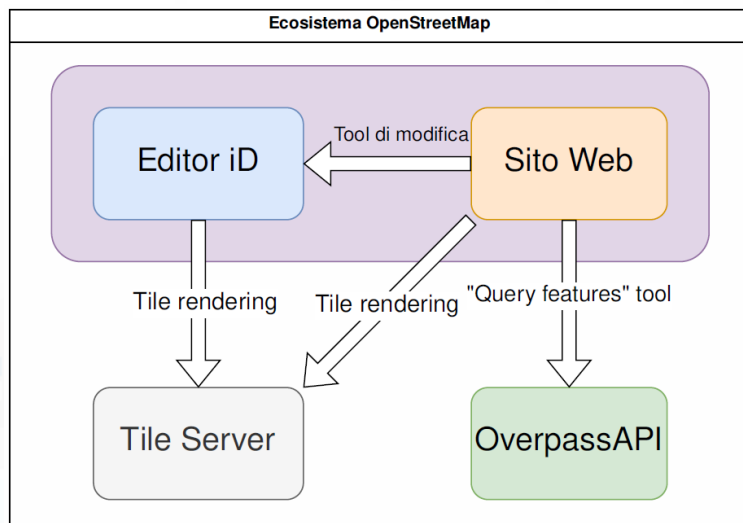 Ecosistema OpenStreetMap
Editor iD
Tool di modifica
Sito Web
Tile rendering
Tile rendering
"Query features" tool
Tile Server
OverpassAPI